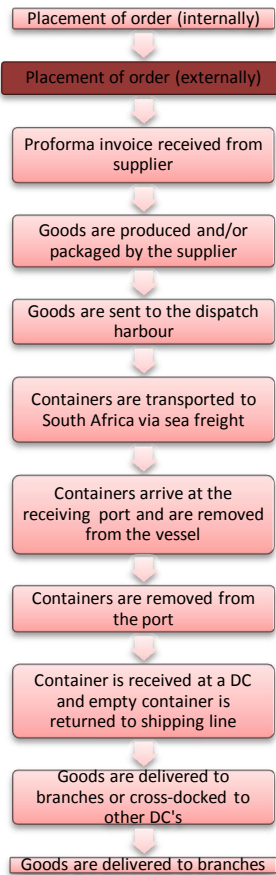 Placement of order (internally)
Placement of order (externally)
Proforma invoice received from
supplier
Goods are produced and/or
packaged by the supplier
Goods are sent to the dispatch
harbour
Containers are transported to
South Africa via sea freight
Containers arrive at the
receiving port and are removed
from the vessel
Containers are removed from
the port
Container is received at a DC
and empty container is
returned to shipping line
Goods are delivered to
branches or cross-docked to
other DC's
Goods are delivered to branches